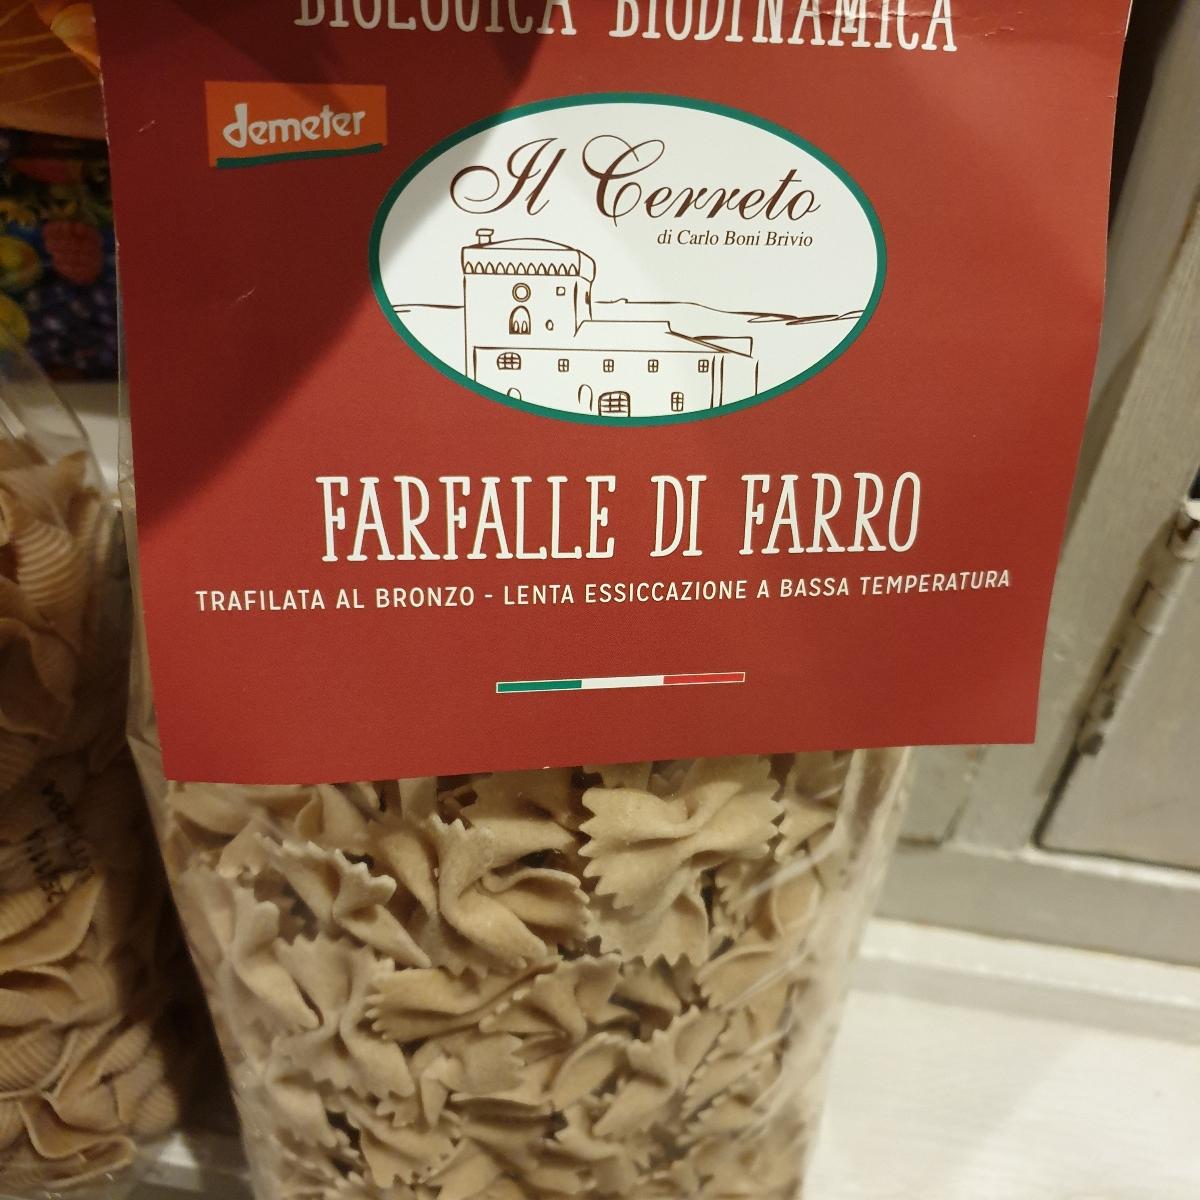 BIOLOGICA BIODINAMICA
demeter
Il Cerreto
di Carlo Boni Brivio
FARFALLE DI FARRO
TRAFILATA AL BRONZO - LENTA ESSICCAZIONE A BASSA TEMPERATURA